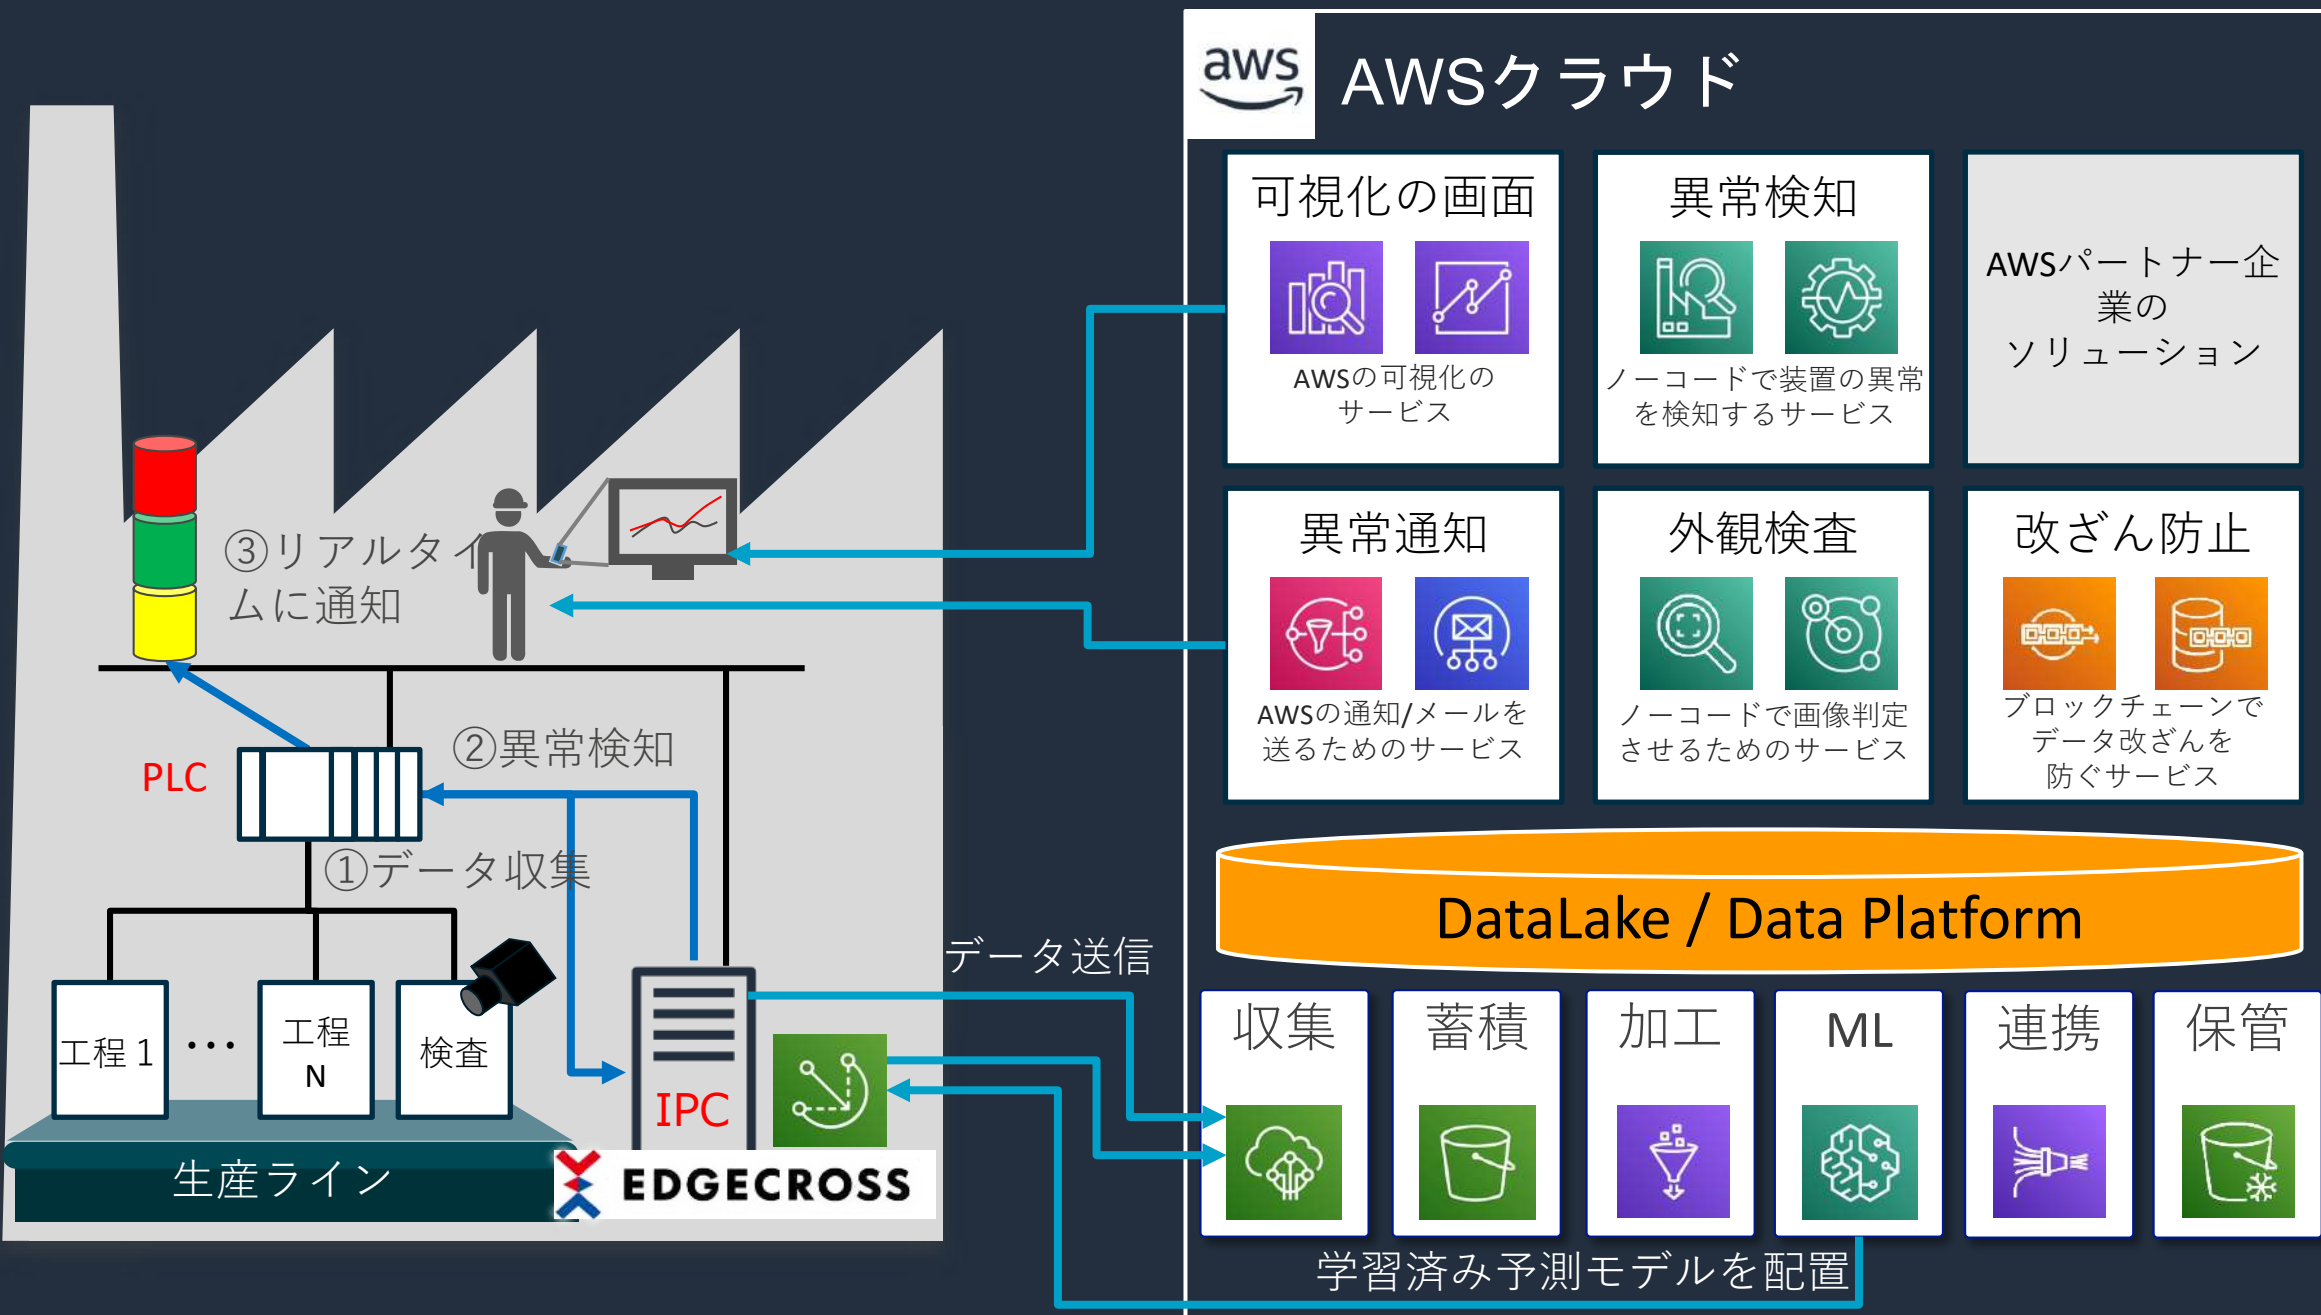 aws
AWSクラウド
可視化の画面
AWSの可視化の
サービス
異常検知
ノーコードで装置の異常
を検知するサービス
AWSパートナー企
業の
ソリューション
異常通知
AWSの通知/メールを
送るためのサービス
外観検査
ノーコードで画像判定
させるためのサービス
改ざん防止
ブロックチェーンで
データ改ざんを
防ぐサービス
③リアルタイ
ムに通知
②異常検知
PLC
①データ収集
DataLake / Data Platform
データ送信
工程 1
・・・
工程
N
検査
IPC
生産ライン
EDGECROSS
収集
蓄積
加工
ML
連携
保管
学習済み予測モデルを配置